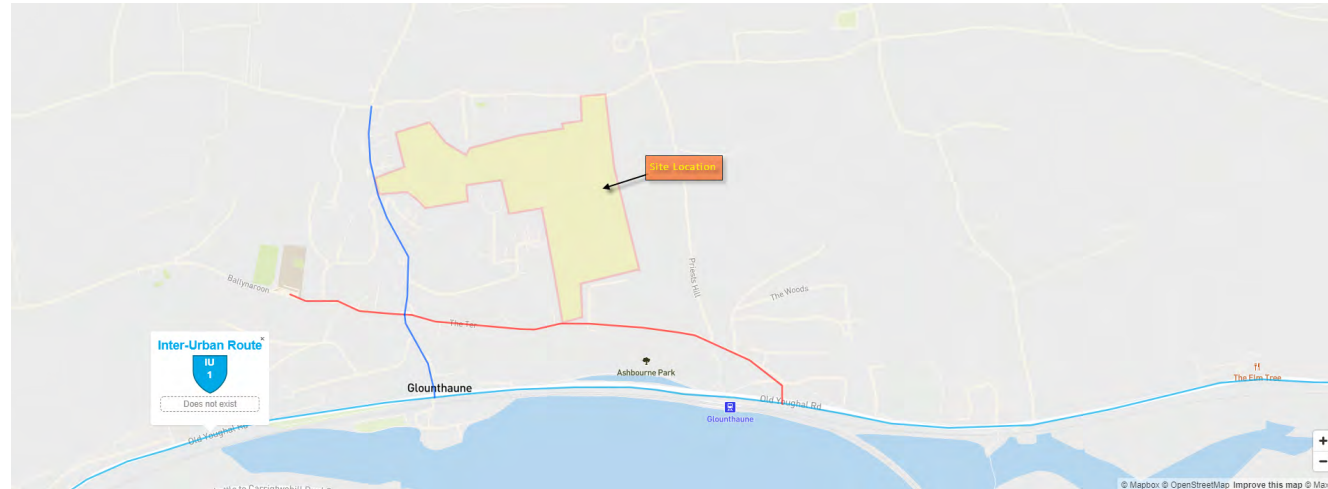 Site Location
Ballynaroon
Priests Hill
The Woods
The Ter
Inter-Urban Route
x
IU
1
Does not exist
Ashbourne Park
Glounthaune
The Elm Tree
Old Youghal Rd
Glounthaune
Old Youghal Rd
+
−
© Mapbox © OpenStreetMap Improve this map © Max